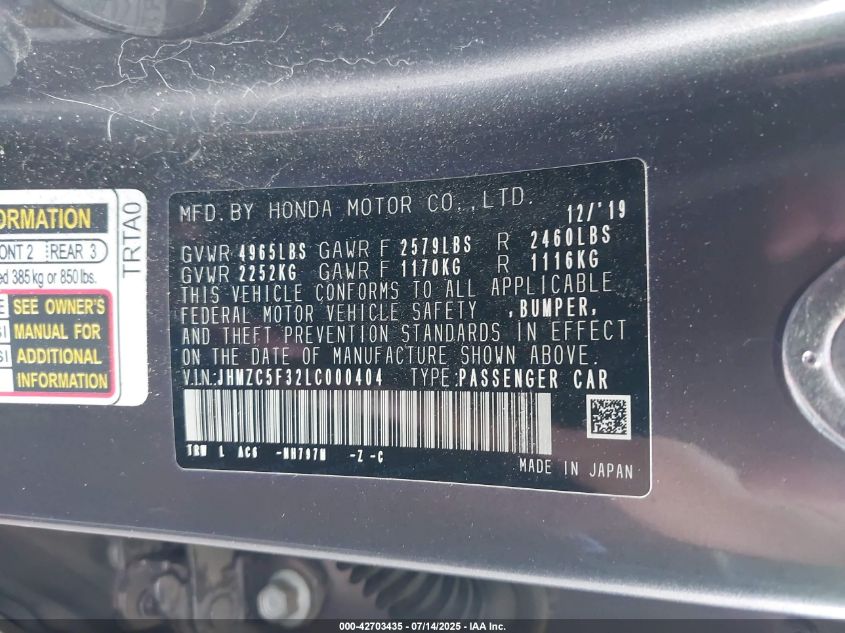 ORMATION
ONT 2 REAR 3
ed 385 kg or 850 lbs.
SEE OWNER'S
MANUAL FOR
ADDITIONAL
INFORMATION
TRTA0
MFD. BY HONDA MOTOR CO., LTD. 12/'19
GVWR 4965LBS GAWR F 2579LBS R 2460LBS
GVWR 2252KG GAWR F 1170KG R 1116KG
THIS VEHICLE CONFORMS TO ALL APPLICABLE
FEDERAL MOTOR VEHICLE SAFETY ,BUMPER,
AND THEFT PREVENTION STANDARDS IN EFFECT
ON THE DATE OF MANUFACTURE SHOWN ABOVE.
V.I.N.:JHMZC5F32LC000404 TYPE:PASSENGER CAR
TRW L AC6 -NH797M -Z -C
MADE IN JAPAN
000-42703435 - 07/14/2025 - IAA Inc.